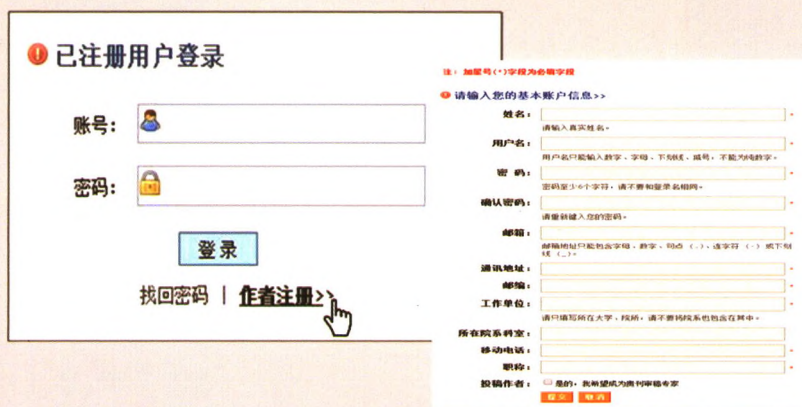 已注册用户登录
账号：
密码：
登录
找回密码 | 作者注册>>
注：加星号(*)字段为必填字段
请输入您的基本账户信息>>
姓名： *
请输入真实姓名。
用户名： *
用户名只能输入数字、字母、下划线、减号，不能为纯数字。
密 码： *
密码至少6个字符，请不要和登录名相同。
确认密码： *
请重新键入您的密码。
邮箱： *
邮箱地址只能包含字母、数字、句点（.），连字符（-）或下划线（_）。
通讯地址： *
邮编： *
工作单位： *
请只填写所在大学、院所，请不要将院系也包含在其中。
所在院系科室：
移动电话： *
职称： *
投稿作者： 是的，我希望成为贵刊审稿专家
提交 取消